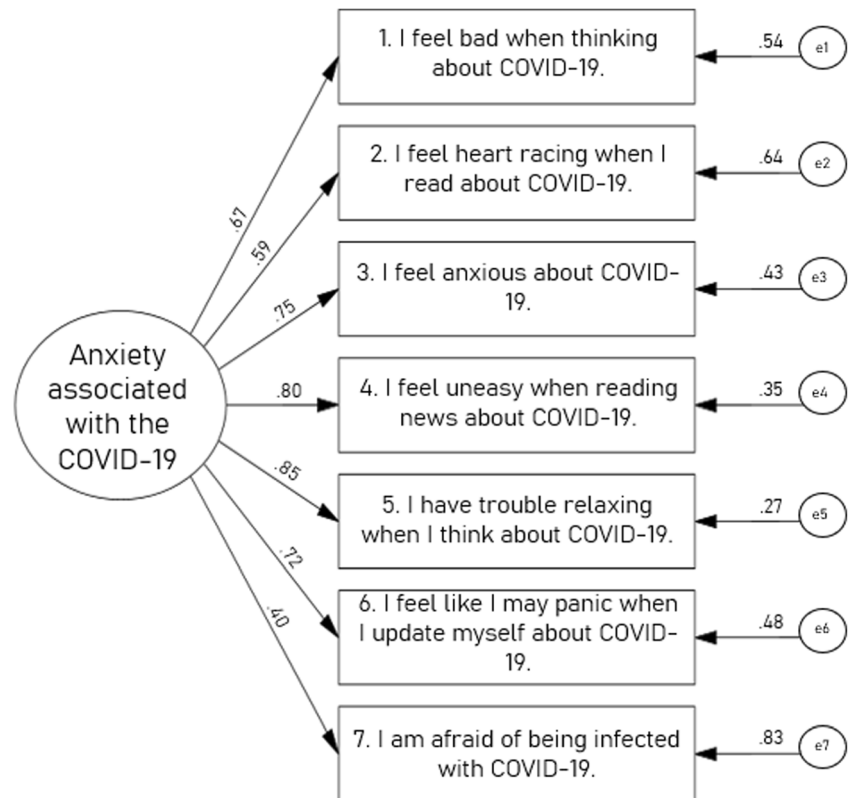 1. I feel bad when thinking
about COVID-19.
.54
e1
2. I feel heart racing when I
read about COVID-19.
.64
e2
.67
.59
3. I feel anxious about COVID-
19.
.43
e3
.75
Anxiety
associated
with the
COVID-19
.80
4. I feel uneasy when reading
news about COVID-19.
.35
e4
.85
5. I have trouble relaxing
when I think about COVID-19.
.27
e5
.72
6. I feel like I may panic when
I update myself about COVID-
19.
.48
e6
.40
7. I am afraid of being infected
with COVID-19.
.83
e7